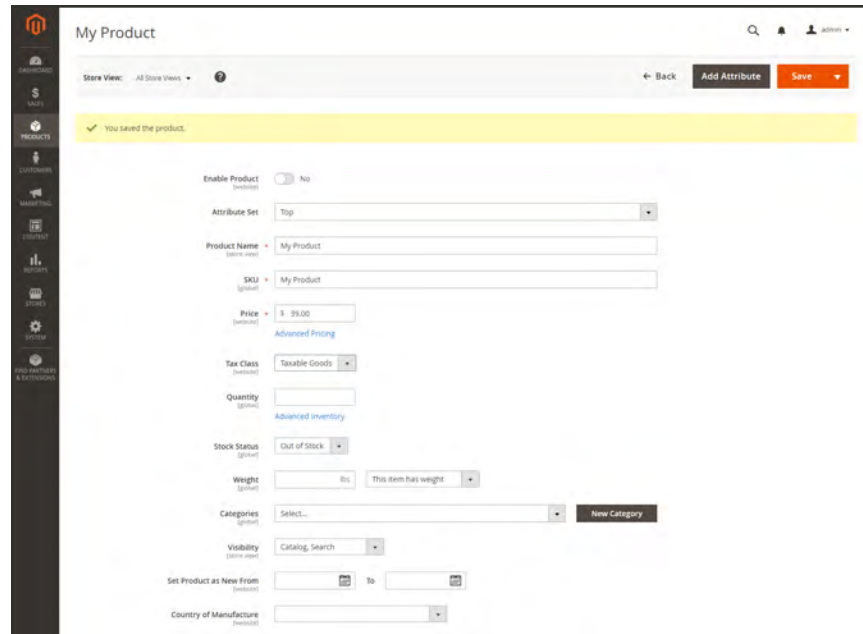 My Product
admin
DASHBOARD
Store View: All Store Views
Back
Add Attribute
Save
$
SALES
You saved the product.
PRODUCTS
CUSTOMERS
MARKETING
CONTENT
REPORTS
STORES
SYSTEM
FIND PARTNERS
& EXTENSIONS
Enable Product No
[website]
Attribute Set Top
Product Name * My Product
[store view]
SKU * My Product
[global]
Price * $ 39.00
[website]
Advanced Pricing
Tax Class Taxable Goods
[website]
Quantity
[global]
Advanced Inventory
Stock Status Out of Stock
[global]
Weight lbs This item has weight
[global]
Categories Select... New Category
[global]
Visibility Catalog, Search
[store view]
Set Product as New From To
[website]
Country of Manufacture
[website]